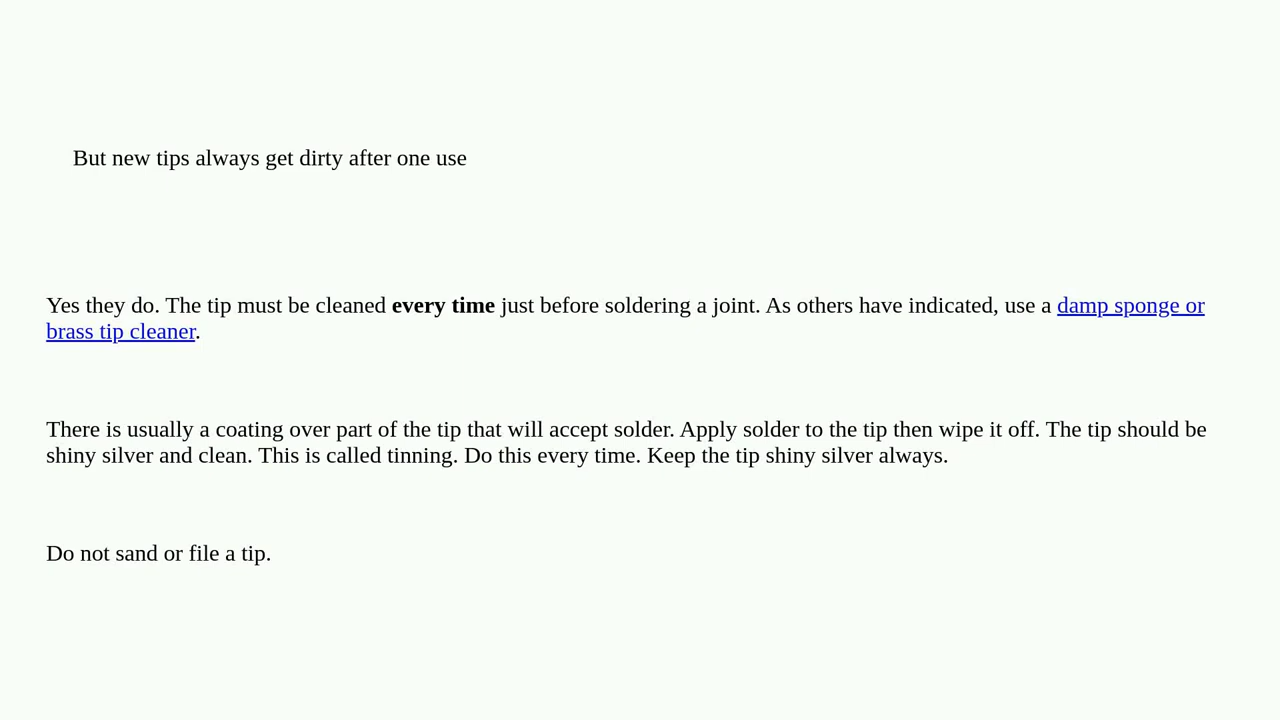 But new tips always get dirty after one use
Yes they do. The tip must be cleaned every time just before soldering a joint. As others have indicated, use a damp sponge or
brass tip cleaner.
There is usually a coating over part of the tip that will accept solder. Apply solder to the tip then wipe it off. The tip should be
shiny silver and clean. This is called tinning. Do this every time. Keep the tip shiny silver always.
Do not sand or file a tip.